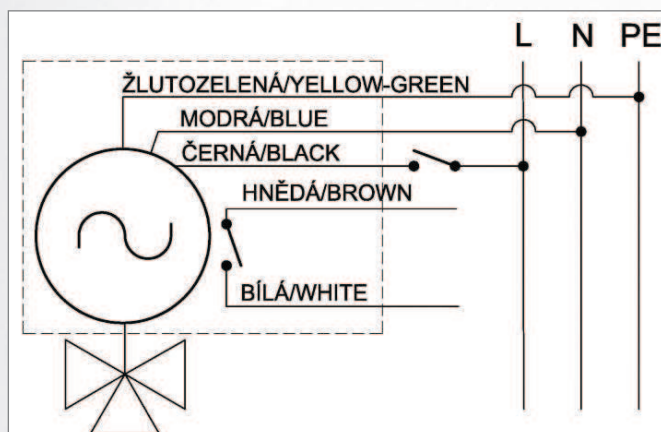 L N PE
ŽLUTOZELENÁ/YELLOW-GREEN
MODRÁ/BLUE
ČERNÁ/BLACK
HNĚDÁ/BROWN
BÍLÁ/WHITE